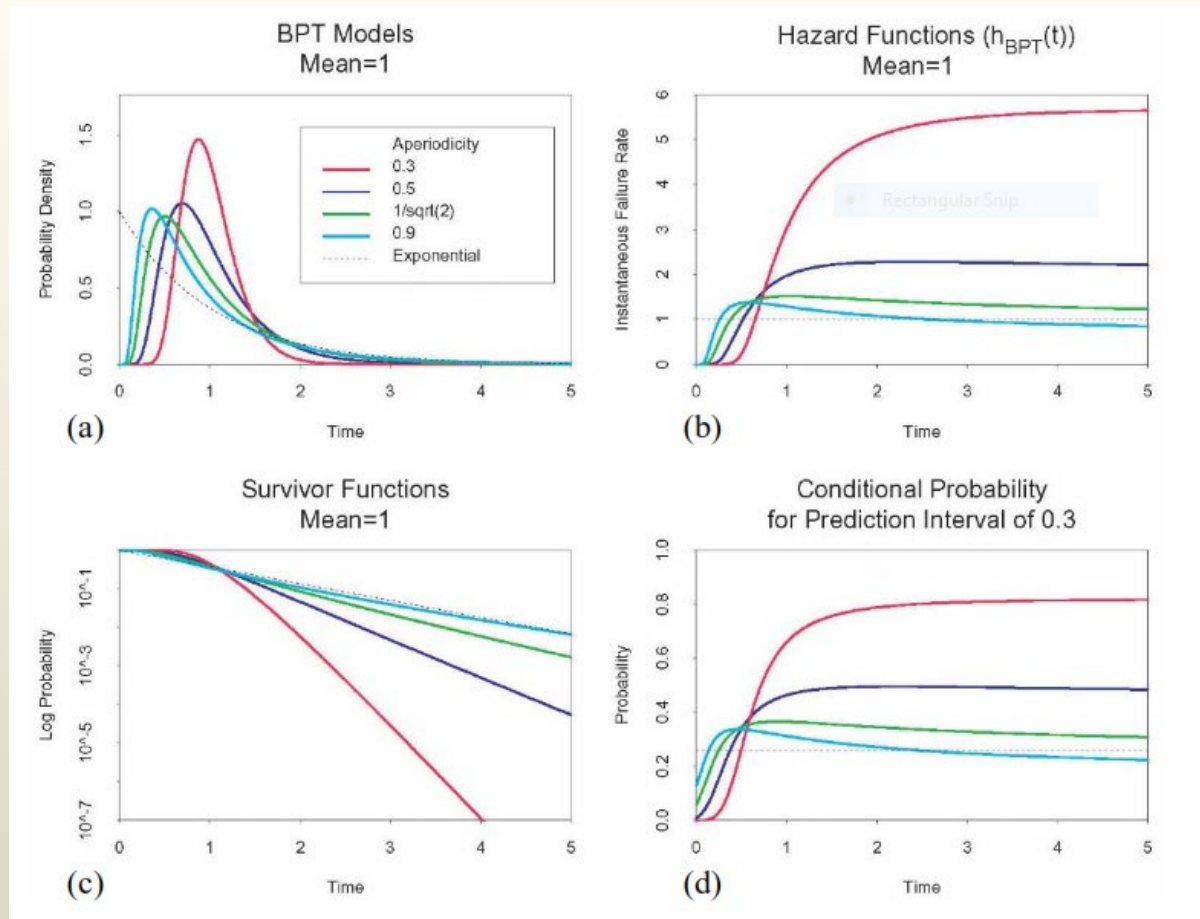 BPT Models
Mean=1
Probability Density
0.0 0.5 1.0 1.5
Aperiodicity
0.3
0.5
1/sqrt(2)
0.9
Exponential
0 1 2 3 4 5
Time
(a)
Hazard Functions (hBPT(t))
Mean=1
Instantaneous Failure Rate
0 1 2 3 4 5 6
Rectangular Snip
0 1 2 3 4 5
Time
(b)
Survivor Functions
Mean=1
Log Probability
10^-7 10^-5 10^-3 10^-1
0 1 2 3 4 5
Time
(c)
Conditional Probability
for Prediction Interval of 0.3
Probability
0.0 0.2 0.4 0.6 0.8 1.0
0 1 2 3 4 5
Time
(d)